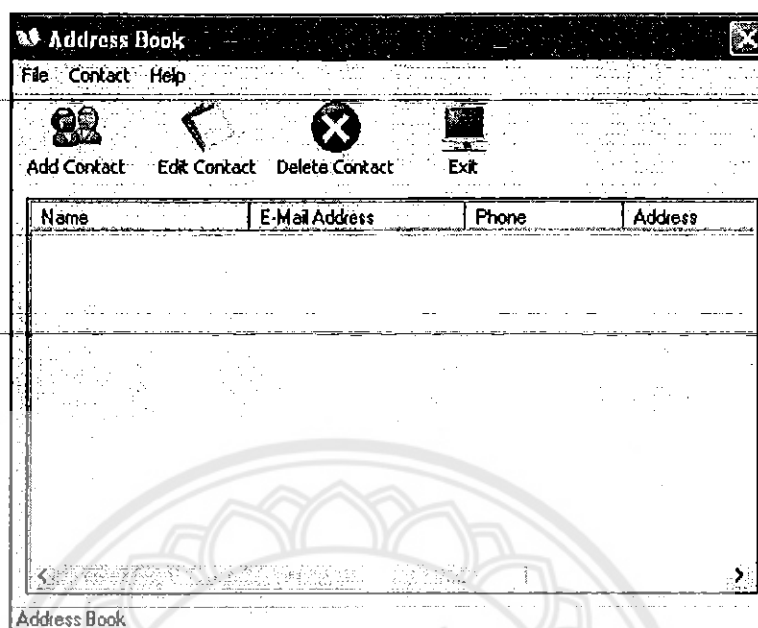 Address Book
File Contact Help
Add Contact Edit Contact Delete Contact Exit
Name E-Mail Address Phone Address
Address Book